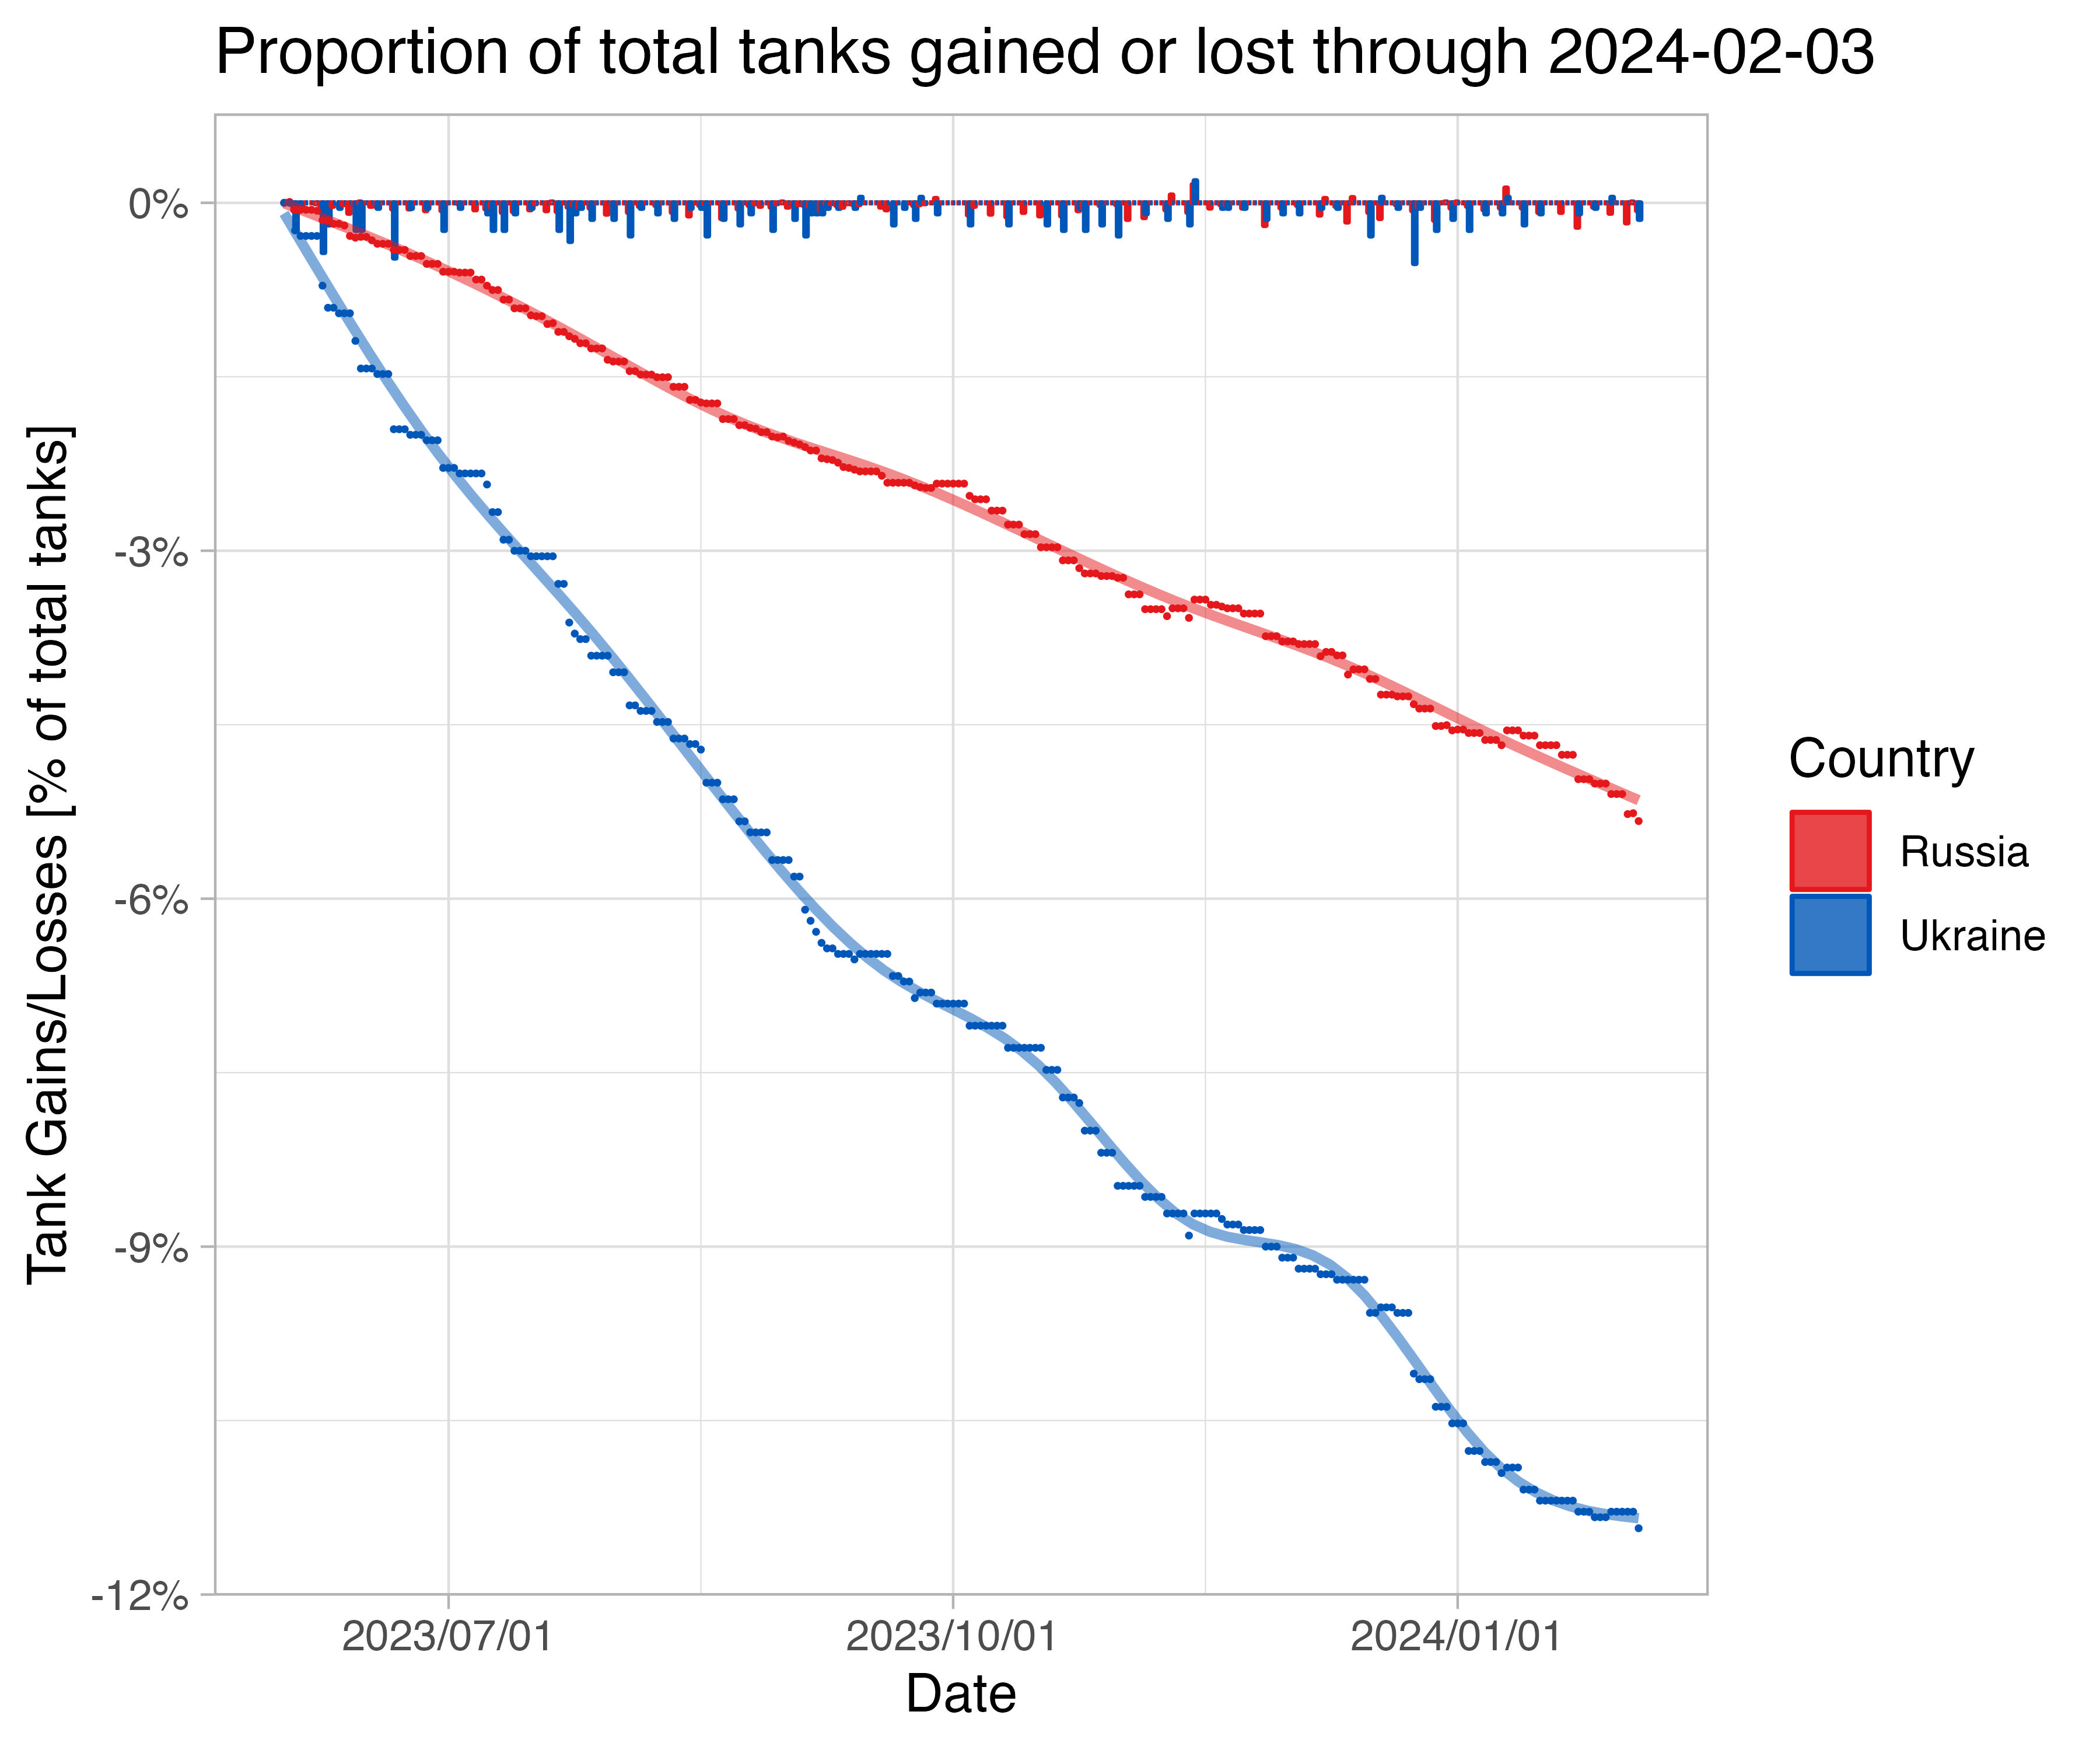 Proportion of total tanks gained or lost through 2024-02-03
Tank Gains/Losses [% of total tanks]
0%
-3%
-6%
-9%
-12%
2023/07/01
2023/10/01
2024/01/01
Date
Country
Russia
Ukraine